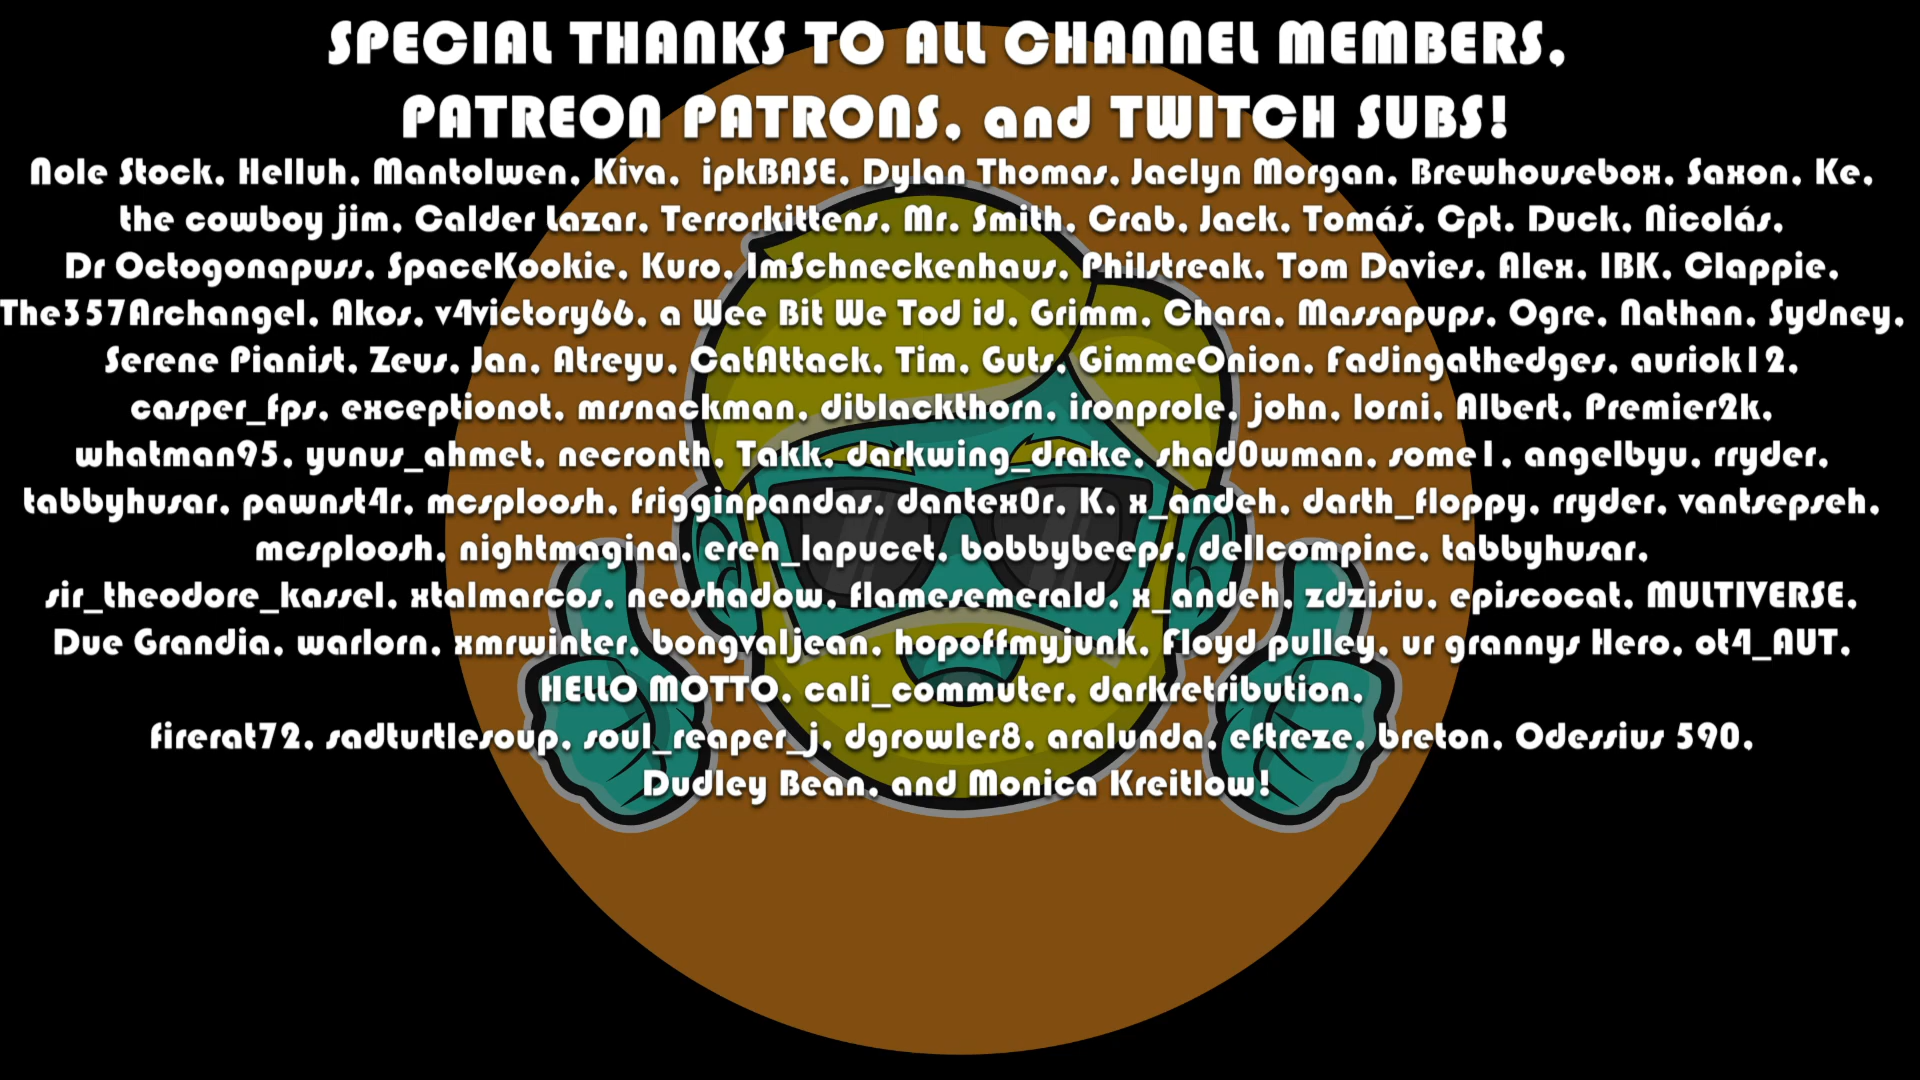 SPECIAL THANKS TO ALL CHANNEL MEMBERS,
PATREON PATRONS, and TWITCH SUBS!
Nole Stock, Helluh, Mantolwen, Kiva, ipkBASE, Dylan Thomas, Jaclyn Morgan, Brewhousebox, Saxon, Ke,
the cowboy jim, Calder Lazar, Terrorkittens, Mr. Smith, Crab, Jack, Tomáš, Cpt. Duck, Nicolás,
Dr Octogonapuss, SpaceKookie, Kuro, ImSchneckenhaus, Philstreak, Tom Davies, Alex, IBK, Clappie,
The357Archangel, Akos, v4victory66, a Wee Bit We Tod id, Grimm, Chara, Massapups, Ogre, Nathan, Sydney,
Serene Pianist, Zeus, Jan, Atreyu, CatAttack, Tim, Guts, GimmeOnion, Fadingathedges, auriok12,
casper_fps, exceptionot, mrsnackman, diblackthorn, ironprole, john, lorni, Albert, Premier2k,
whatman95, yunus_ahmet, necronth, Takk, darkwing_drake, shad0wman, some1, angelbyu, rryder,
tabbyhusar, pawnst4r, mcsploosh, frigginpandas, dantex0r, K, x_andeh, darth_floppy, rryder, vantsepseh,
mcsploosh, nightmagina, eren_lapucet, bobbybeeps, dellcompinc, tabbyhusar,
sir_theodore_kassel, xtalmarcos, neoshadow, flamesemerald, x_andeh, zdzisiu, episcocat, MULTIVERSE,
Due Grandia, warlorn, xmrwinter, bongvaljean, hopoffmyjunk, Floyd pulley, ur grannys Hero, ot4_AUT,
HELLO MOTTO, cali_commuter, darkretribution,
firerat72, sadturtlesoup, soul_reaper_j, dgrowler8, aralunda, eftreze, breton, Odessius 590,
Dudley Bean, and Monica Kreitlow!